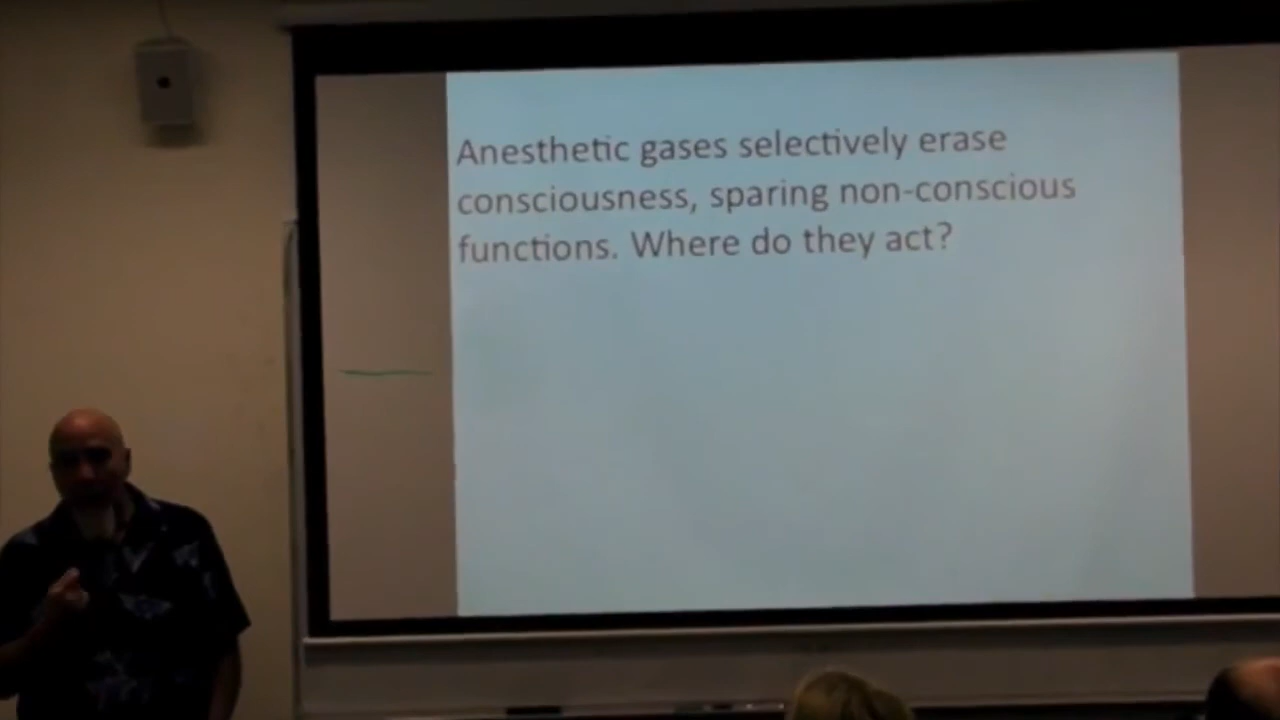 Anesthetic gases selectively erase
consciousness, sparing non-conscious
functions. Where do they act?